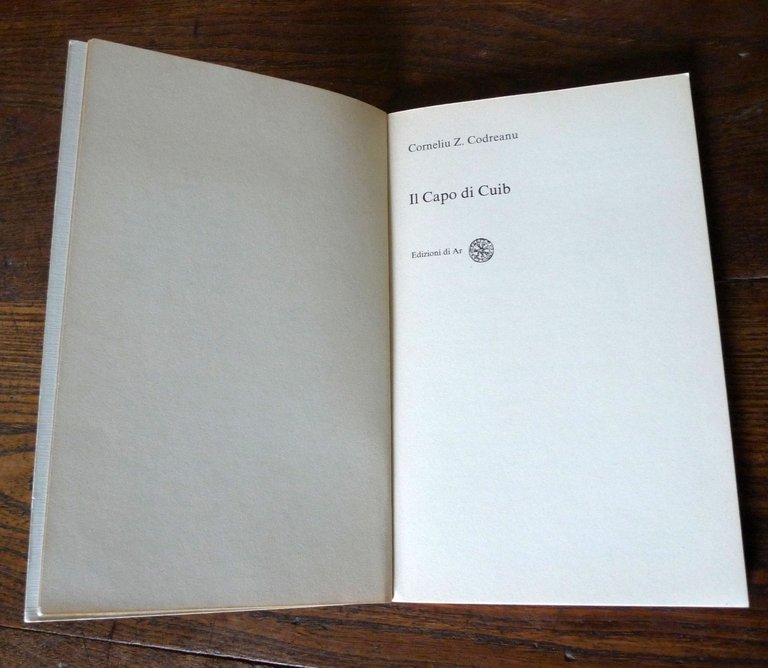 Corneliu Z. Codreanu
Il Capo di Cuib
Edizioni di Ar